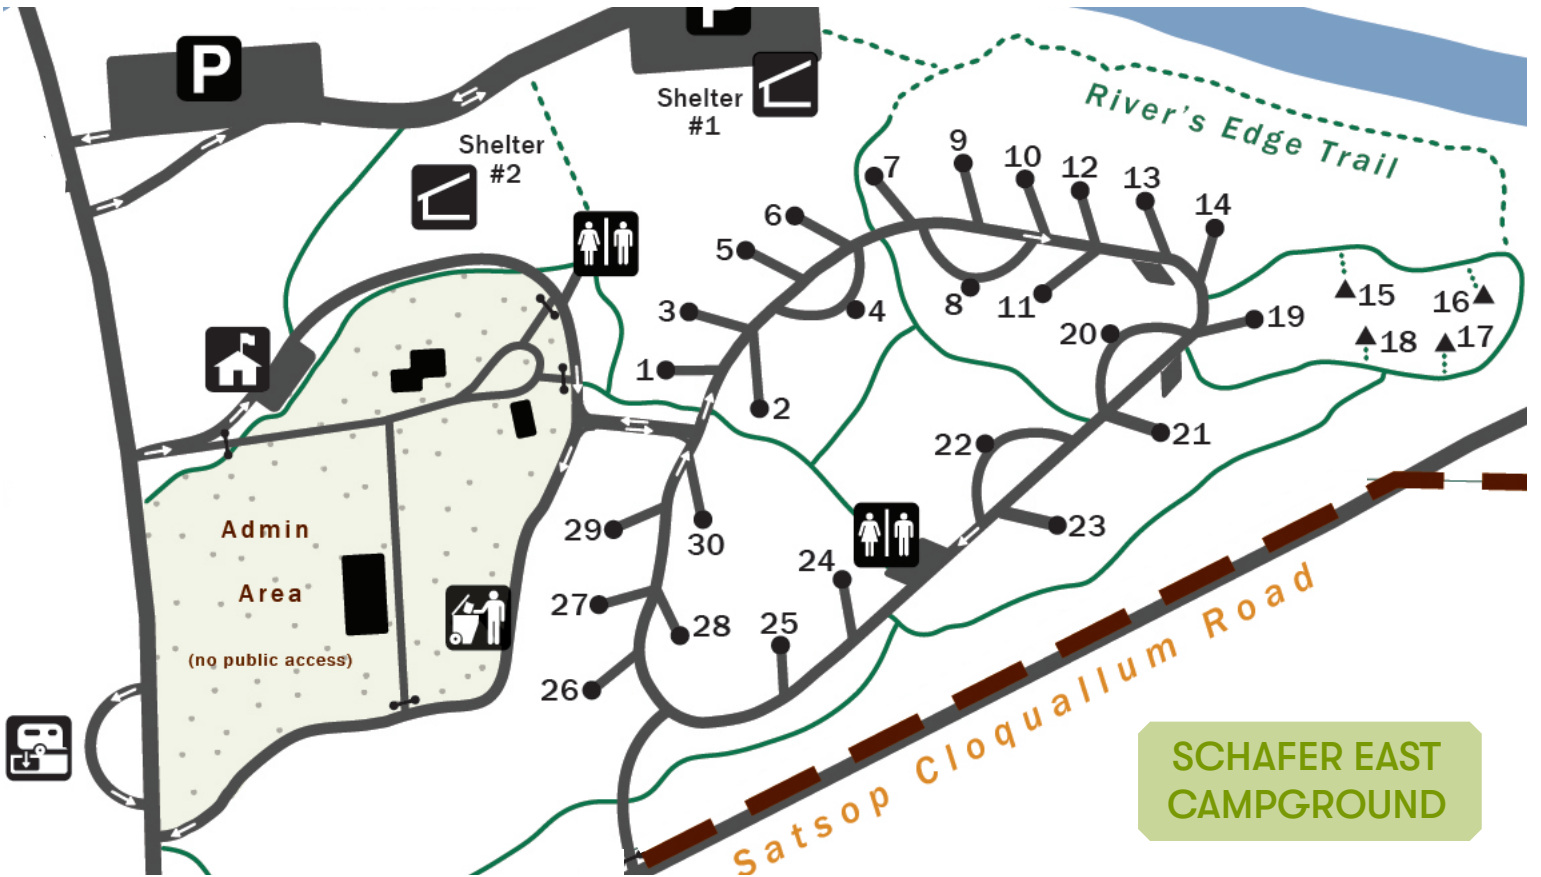 P
P
Shelter
#1
Shelter
#2
River's Edge Trail
9
10
12
13
7
14
6
5
3
4
8
11
15
16
19
20
18
17
1
2
22
21
29
30
23
24
27
28
25
26
Admin
Area
(no public access)
Satsop Cloquallum Road
SCHAFER EAST
CAMPGROUND